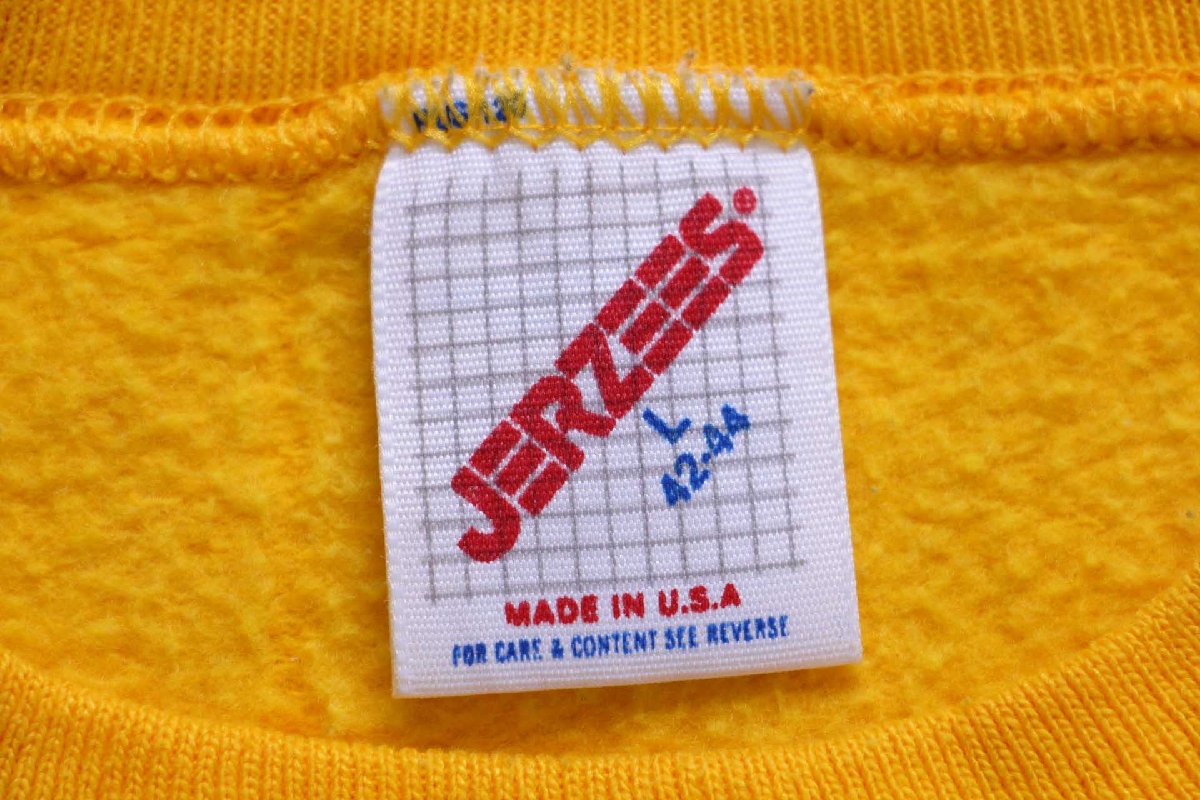 JERZEES®
L
42-44
MADE IN U.S.A
FOR CARE & CONTENT SEE REVERSE